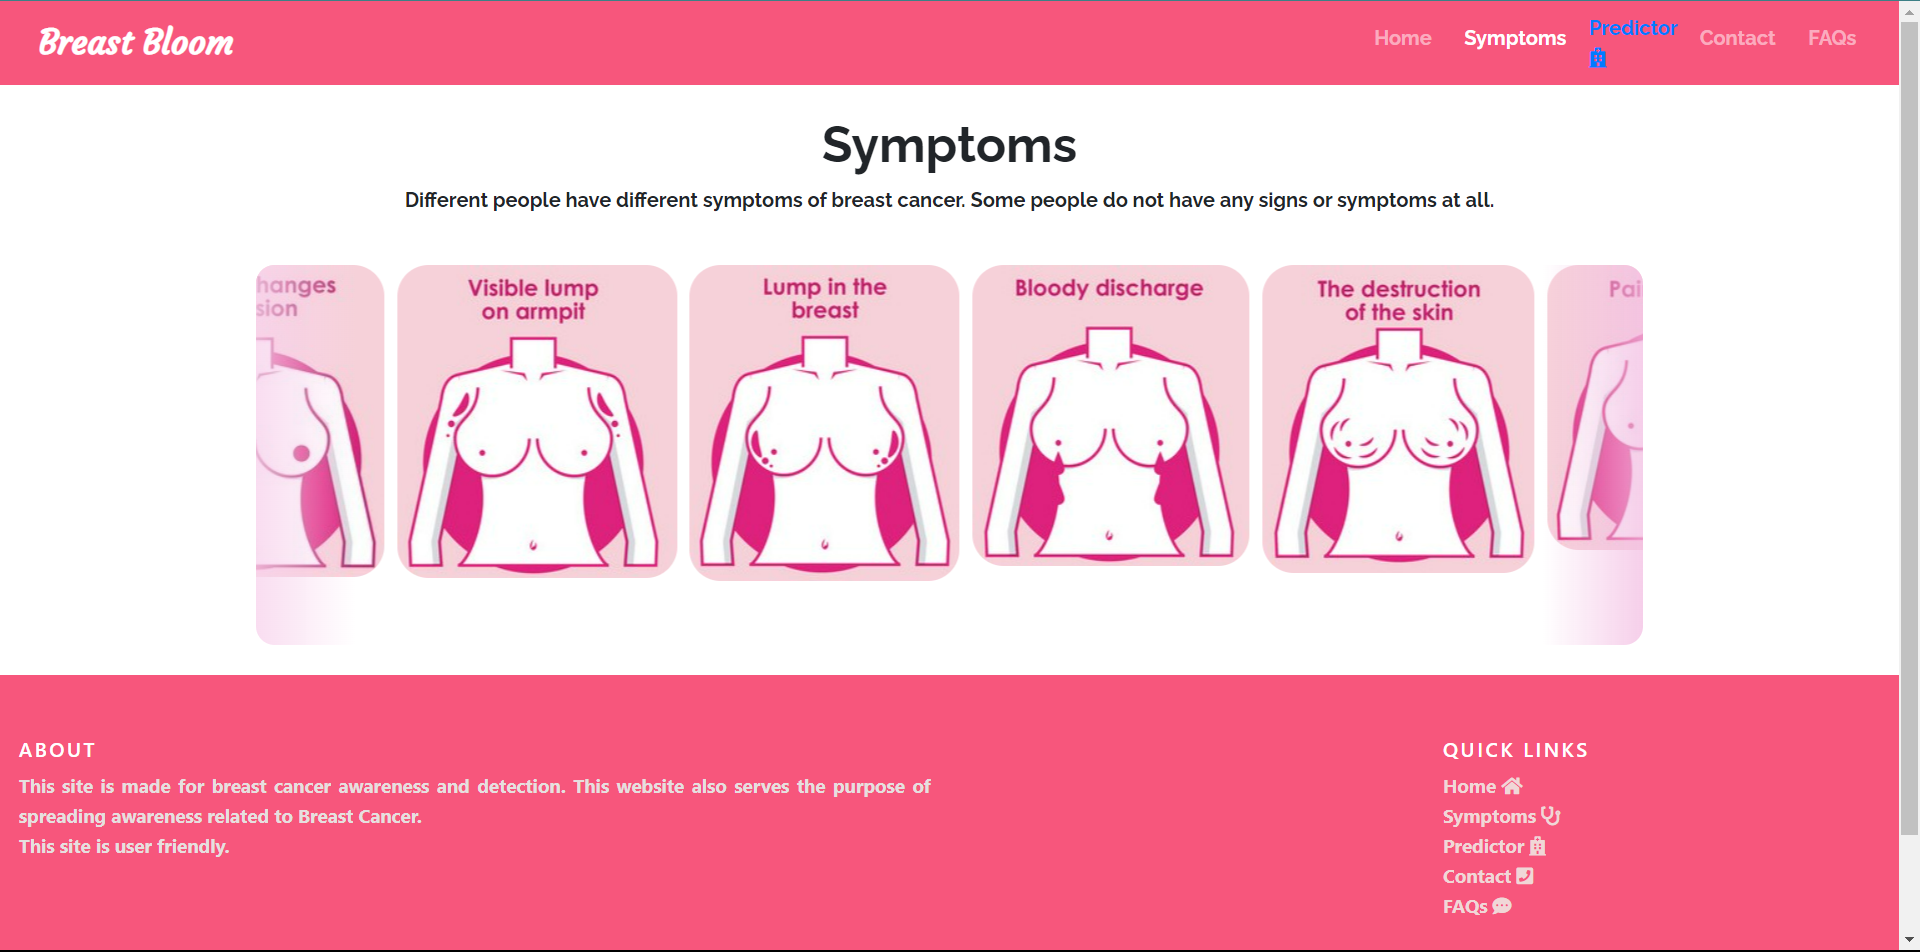 Breast Bloom
Home
Symptoms
Predictor
Contact
FAQs
Symptoms
Different people have different symptoms of breast cancer. Some people do not have any signs or symptoms at all.
hanges
sion
Visible lump
on armpit
Lump in the
breast
Bloody discharge
The destruction
of the skin
Pai
ABOUT
This site is made for breast cancer awareness and detection. This website also serves the purpose of
spreading awareness related to Breast Cancer.
This site is user friendly.
QUICK LINKS
Home
Symptoms
Predictor
Contact
FAQs